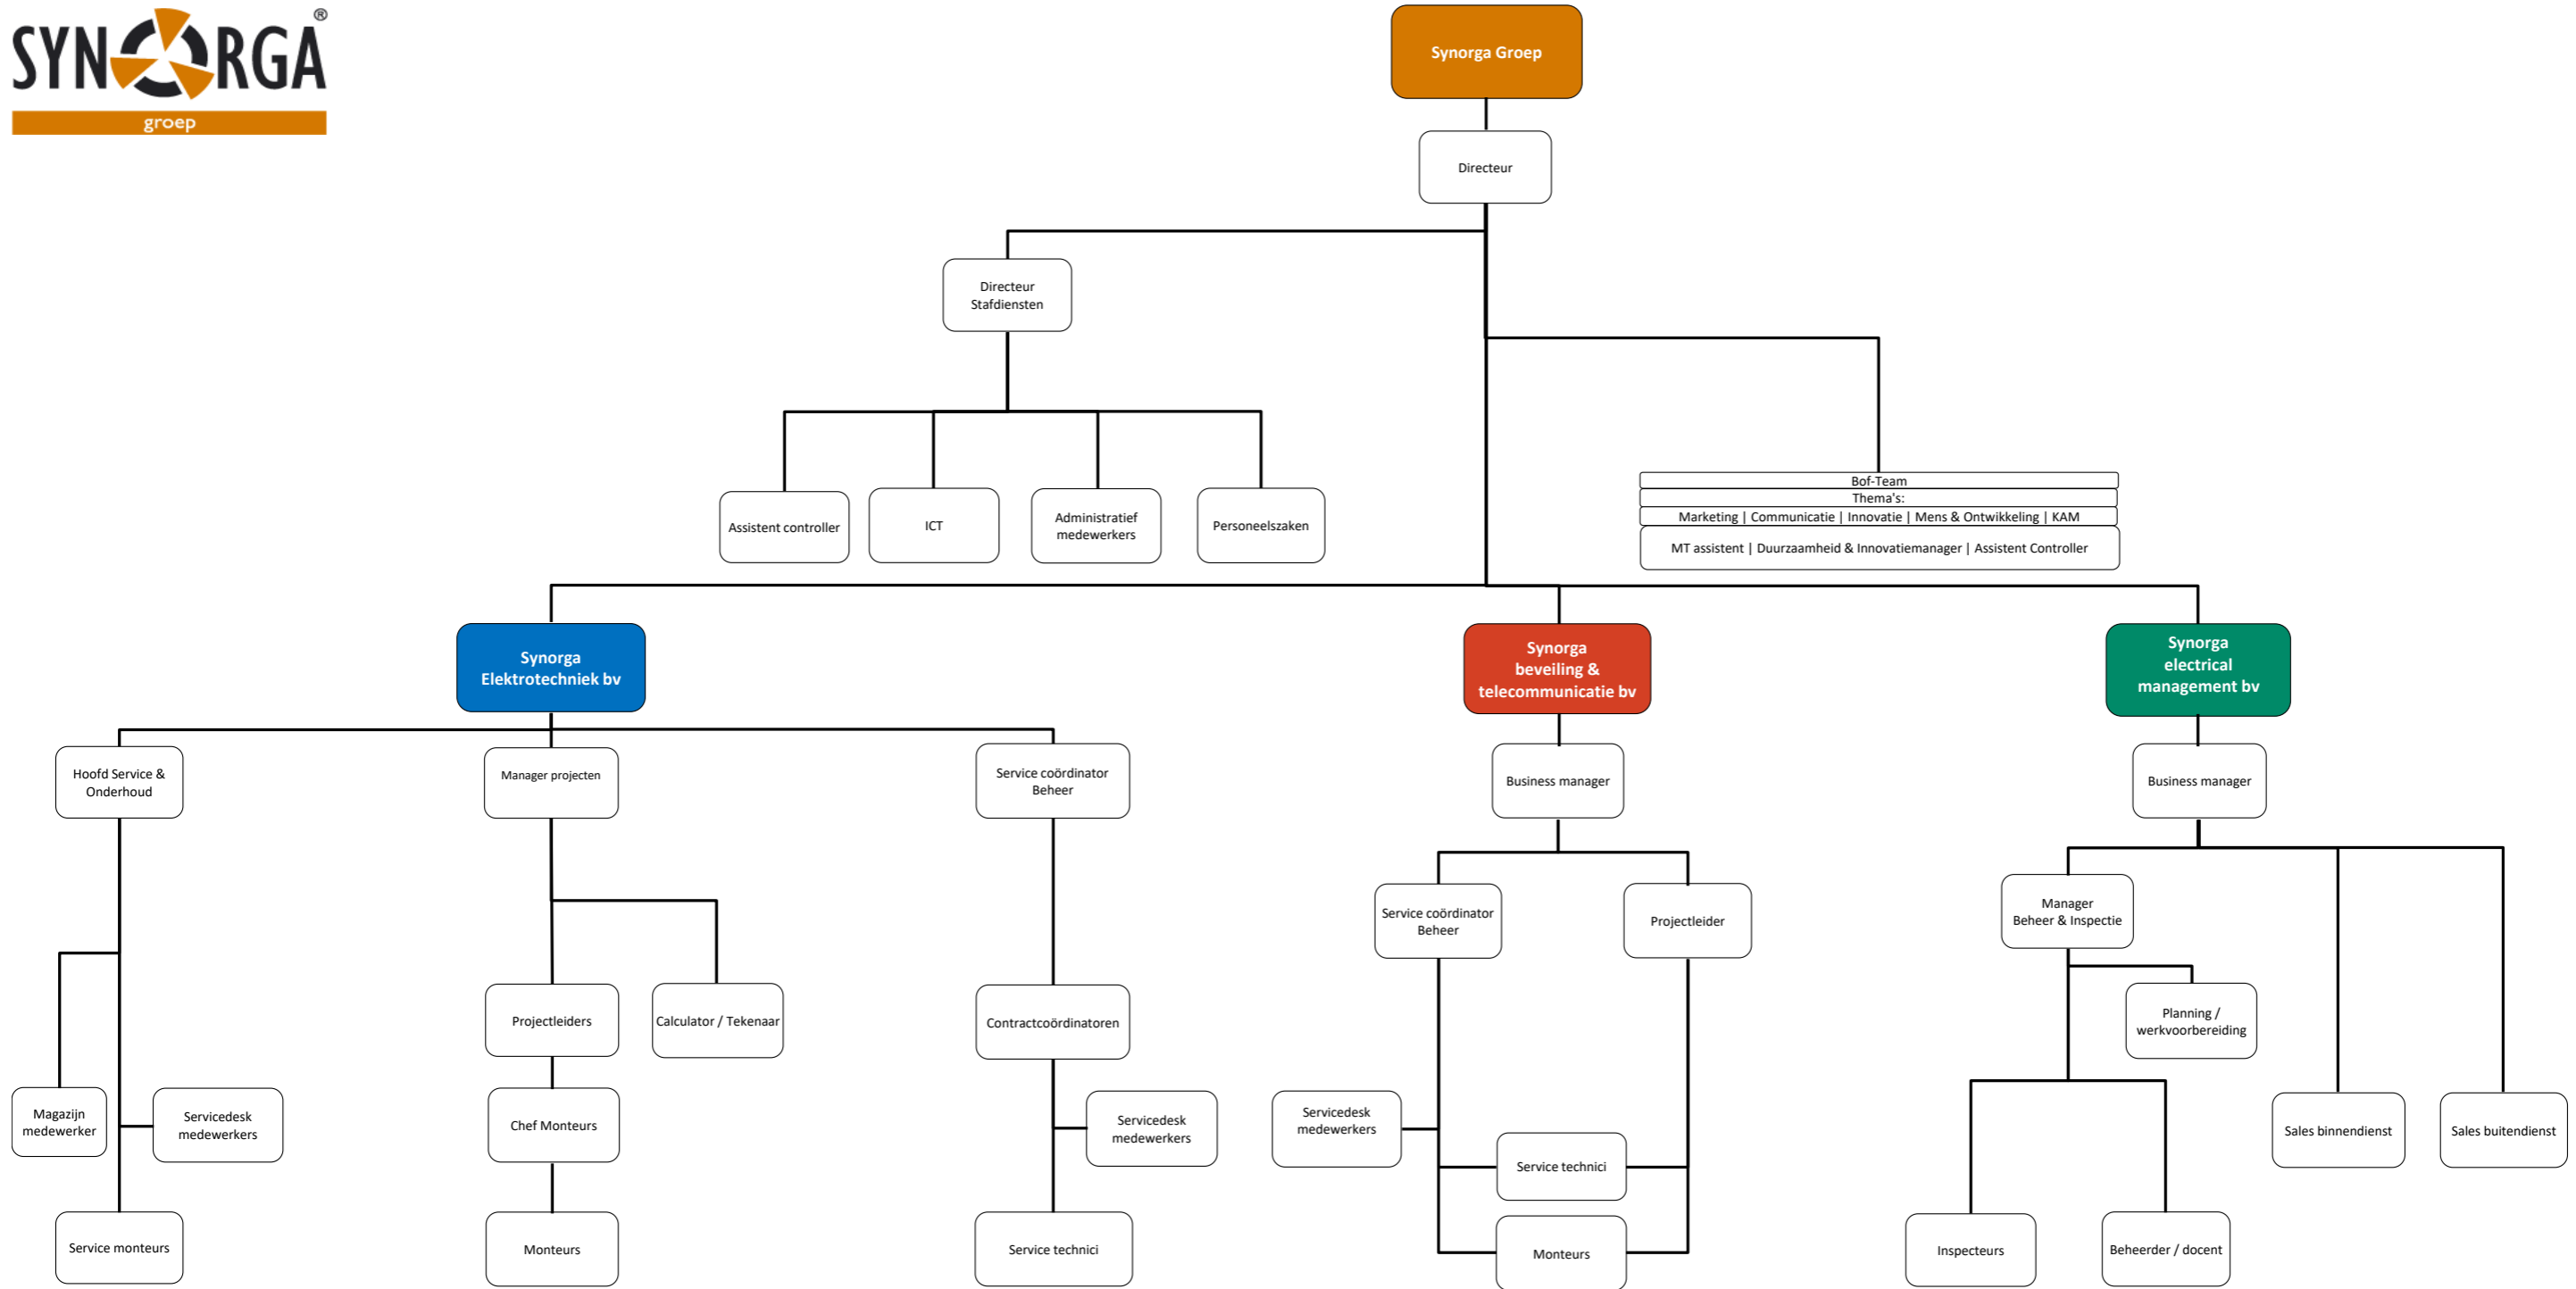 SYNORGA®
groep
Synorga Groep
Directeur
Directeur
Stafdiensten
Assistent controller
ICT
Administratief
medewerkers
Personeelszaken
Bof-Team
Thema's:
Marketing | Communicatie | Innovatie | Mens & Ontwikkeling | KAM
MT assistent | Duurzaamheid & Innovatiemanager | Assistent Controller
Synorga
Elektrotechniek bv
Synorga
beveiling &
telecommunicatie bv
Synorga
electrical
management bv
Hoofd Service &
Onderhoud
Manager projecten
Service coördinator
Beheer
Business manager
Business manager
Service coördinator
Beheer
Projectleider
Manager
Beheer & Inspectie
Projectleiders
Calculator / Tekenaar
Contractcoördinatoren
Planning /
werkvoorbereiding
Magazijn
medewerker
Servicedesk
medewerkers
Chef Monteurs
Servicedesk
medewerkers
Servicedesk
medewerkers
Service technici
Sales binnendienst
Sales buitendienst
Service monteurs
Monteurs
Service technici
Monteurs
Inspecteurs
Beheerder / docent